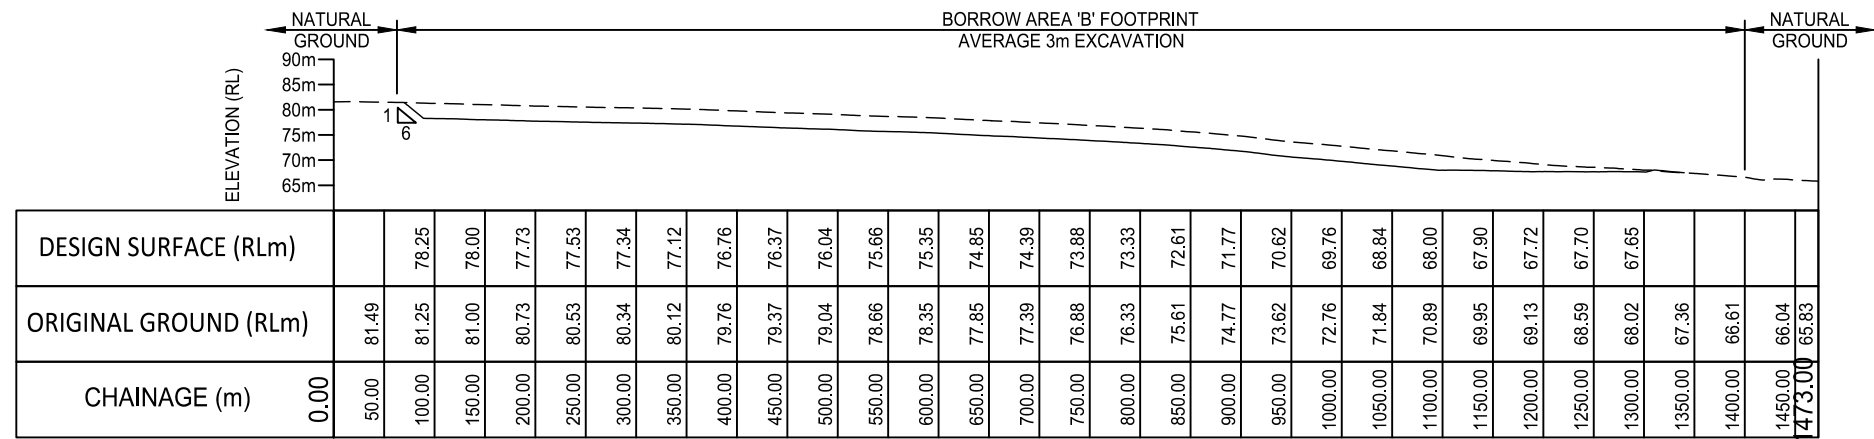 NATURAL
GROUND
BORROW AREA 'B' FOOTPRINT
AVERAGE 3m EXCAVATION
NATURAL
GROUND
ELEVATION (RL)
90m
85m
80m
75m
70m
65m
1
6
DESIGN SURFACE (RLm) 78.25 78.00 77.73 77.53 77.34 77.12 76.76 76.37 76.04 75.66 75.35 74.85 74.39 73.88 73.33 72.61 71.77 70.62 69.76 68.84 68.00 67.90 67.72 67.70 67.65
ORIGINAL GROUND (RLm) 81.49 81.25 81.00 80.73 80.53 80.34 80.12 79.76 79.37 79.04 78.66 78.35 77.85 77.39 76.88 76.33 75.61 74.77 73.62 72.76 71.84 70.89 69.95 69.13 68.59 68.02 67.36 66.61 66.04 65.83
CHAINAGE (m) 0.00 50.00 100.00 150.00 200.00 250.00 300.00 350.00 400.00 450.00 500.00 550.00 600.00 650.00 700.00 750.00 800.00 850.00 900.00 950.00 1000.00 1050.00 1100.00 1150.00 1200.00 1250.00 1300.00 1350.00 1400.00 1450.00 1473.00